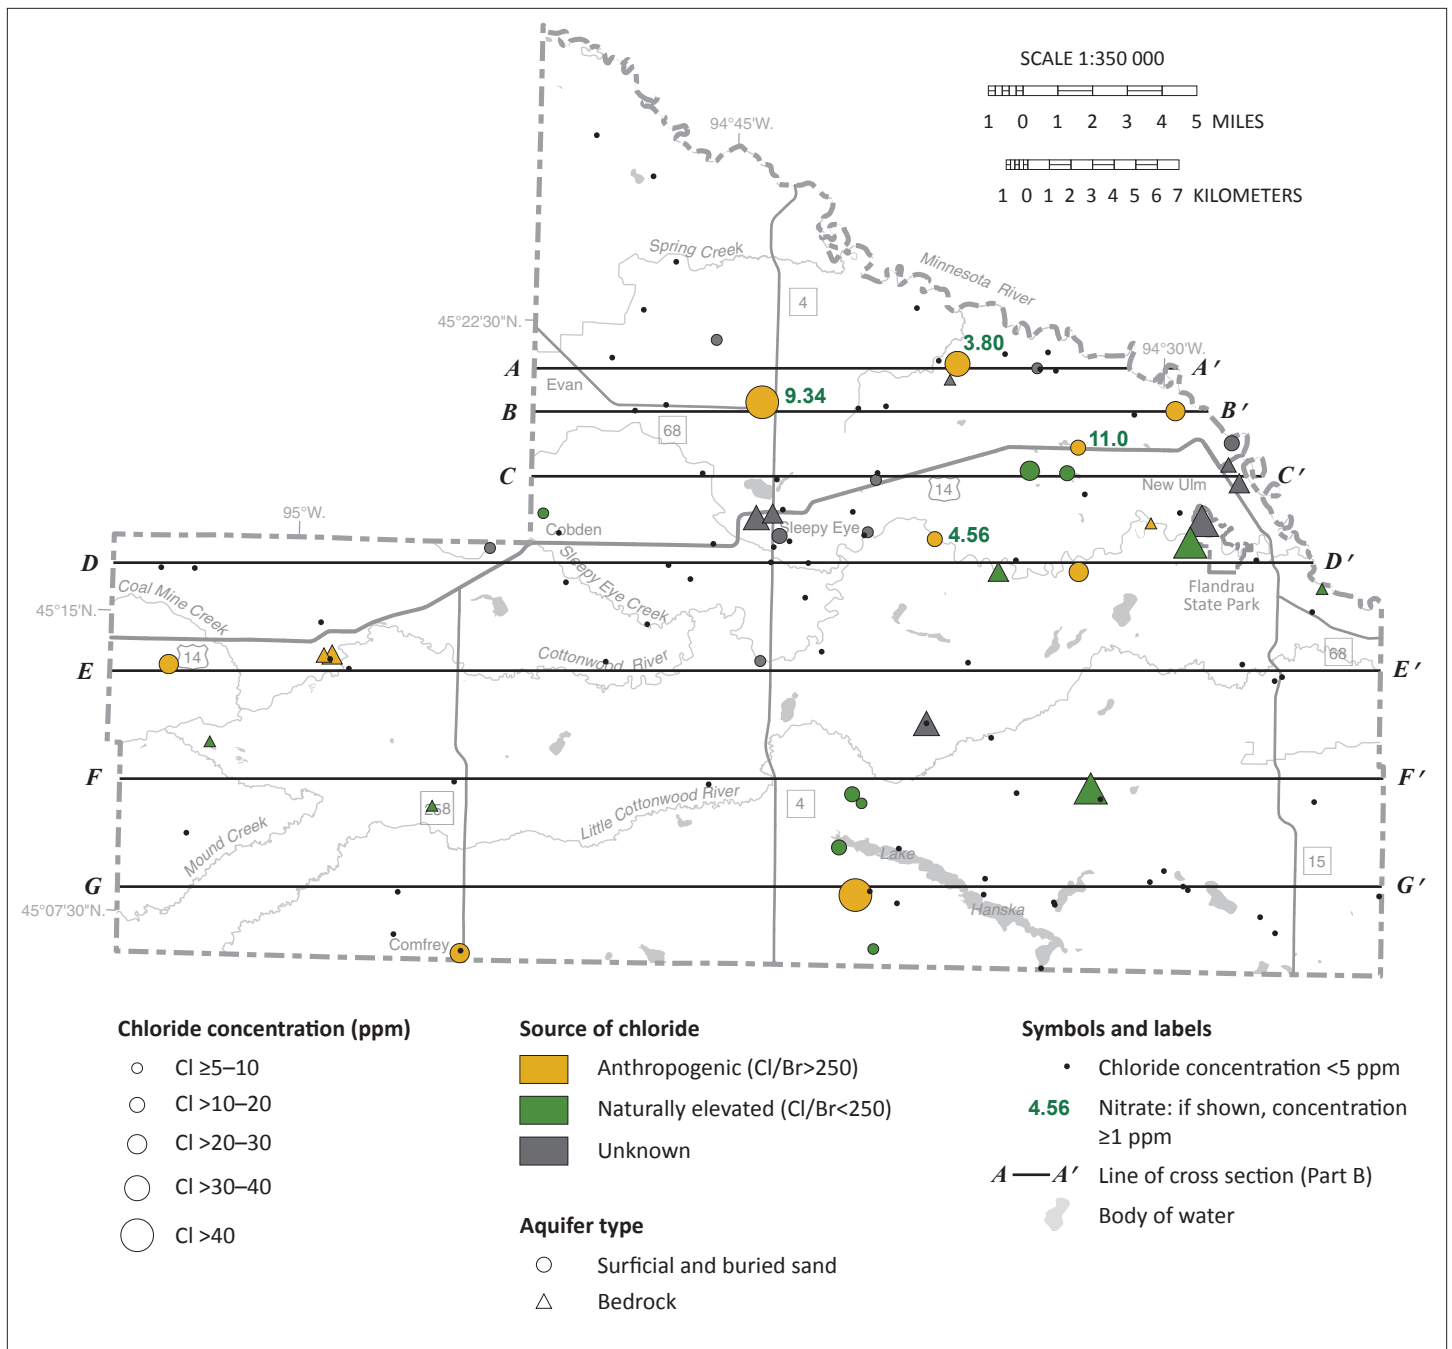 SCALE 1:350 000
1 0 1 2 3 4 5 MILES
1 0 1 2 3 4 5 6 7 KILOMETERS
94°45'W.
Spring Creek
Minnesota River
4
45°22'30"N.
3.80
94°30'W.
A A'
Evan
9.34
B B'
68
11.0
C C'
14
New Ulm
95°W.
Cobden
Sleepy Eye
4.56
D D'
Sleepy Eye Creek
Flandrau
State Park
Coal Mine Creek
45°15'N.
14
Cottonwood River
68
E E'
F F'
258
Little Cottonwood River
4
Mound Creek
Lake
15
G G'
45°07'30"N.
Hanska
Comfrey
Chloride concentration (ppm)
Cl ≥5–10
Cl >10–20
Cl >20–30
Cl >30–40
Cl >40
Source of chloride
Anthropogenic (Cl/Br>250)
Naturally elevated (Cl/Br<250)
Unknown
Aquifer type
Surficial and buried sand
Bedrock
Symbols and labels
Chloride concentration <5 ppm
4.56 Nitrate: if shown, concentration
≥1 ppm
A A' Line of cross section (Part B)
Body of water